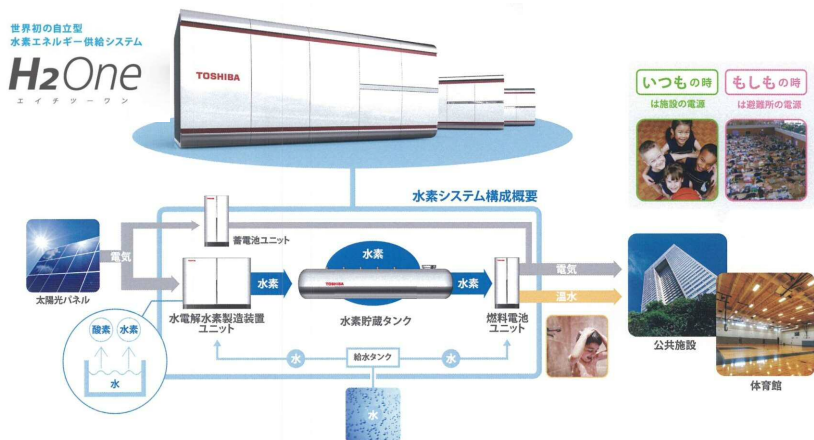 世界初の自立型
水素エネルギー供給システム
H2One
エイチツーワン
TOSHIBA
いつもの時
は施設の電源
もしもの時
は避難所の電源
水素システム構成概要
電気
蓄電池ユニット
太陽光パネル
水電解水素製造装置
ユニット
水素
水素
TOSHIBA
水素貯蔵タンク
水素
燃料電池
ユニット
電気
温水
公共施設
体育館
酸素
水素
水
水
給水タンク
水
水